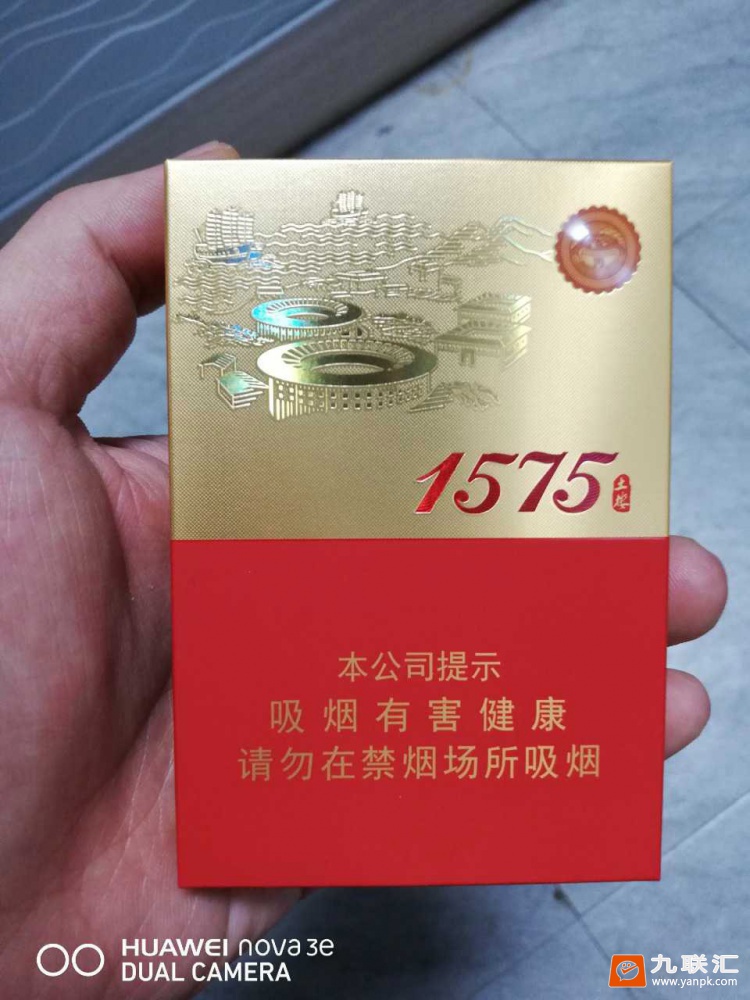 1575
土楼
本公司提示
吸烟有害健康
请勿在禁烟场所吸烟
HUAWEI nova 3e
DUAL CAMERA
九联汇
www.yanpk.com